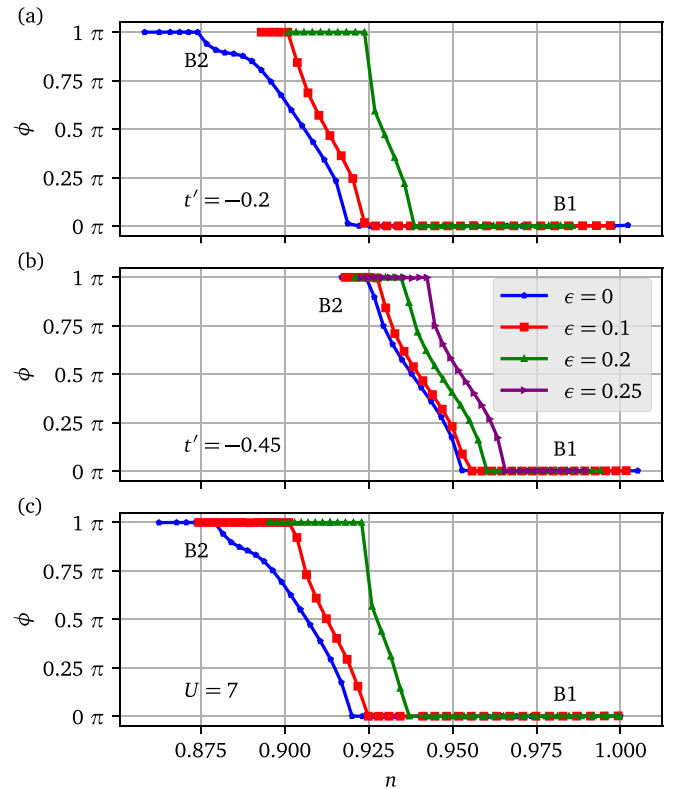 (a)
1 π
0.75 π
0.5 π
0.25 π
0 π
ϕ
B2
t′ = −0.2
B1
(b)
1 π
0.75 π
0.5 π
0.25 π
0 π
ϕ
B2
t′ = −0.45
B1
ϵ = 0
ϵ = 0.1
ϵ = 0.2
ϵ = 0.25
(c)
1 π
0.75 π
0.5 π
0.25 π
0 π
ϕ
B2
U = 7
B1
0.875 0.900 0.925 0.950 0.975 1.000
n